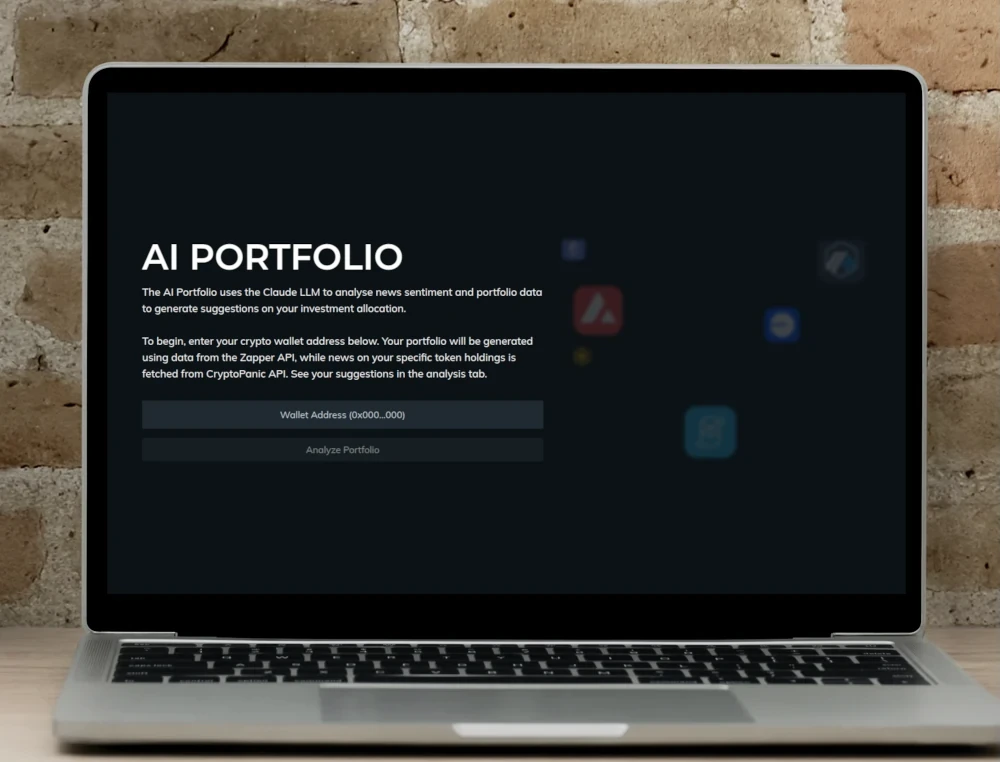 AI PORTFOLIO
The AI Portfolio uses the Claude LLM to analyse news sentiment and portfolio data
to generate suggestions on your investment allocation.
To begin, enter your crypto wallet address below. Your portfolio will be generated
using data from the Zapper API, while news on your specific token holdings is
fetched from CryptoPanic API. See your suggestions in the analysis tab.
Wallet Address (0x000...000)
Analyze Portfolio